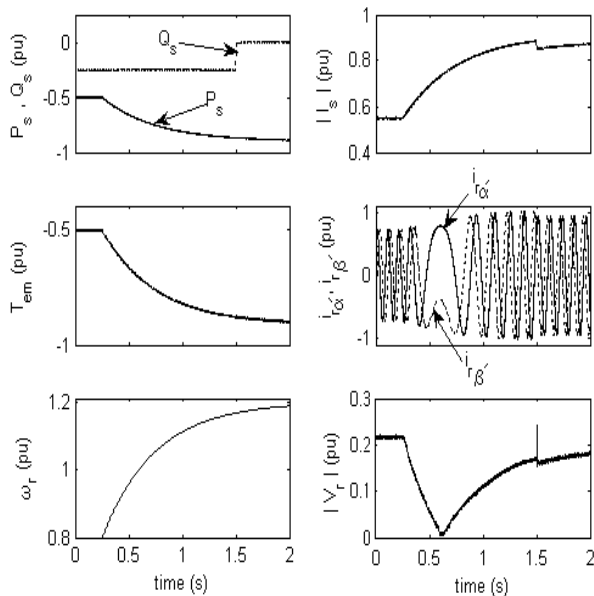 P_s , Q_s (pu)
0
-0.5
-1
Q_s
P_s
| I_s | (pu)
1
0.8
0.6
0.4
T_em (pu)
-0.5
-1
i_rα′, i_rβ′ (pu)
1
0
-1
i_rα′
i_rβ′
ω_r (pu)
1.2
1
0.8
0 0.5 1 1.5 2
time (s)
| V_r | (pu)
0.3
0.2
0.1
0
0 0.5 1 1.5 2
time (s)